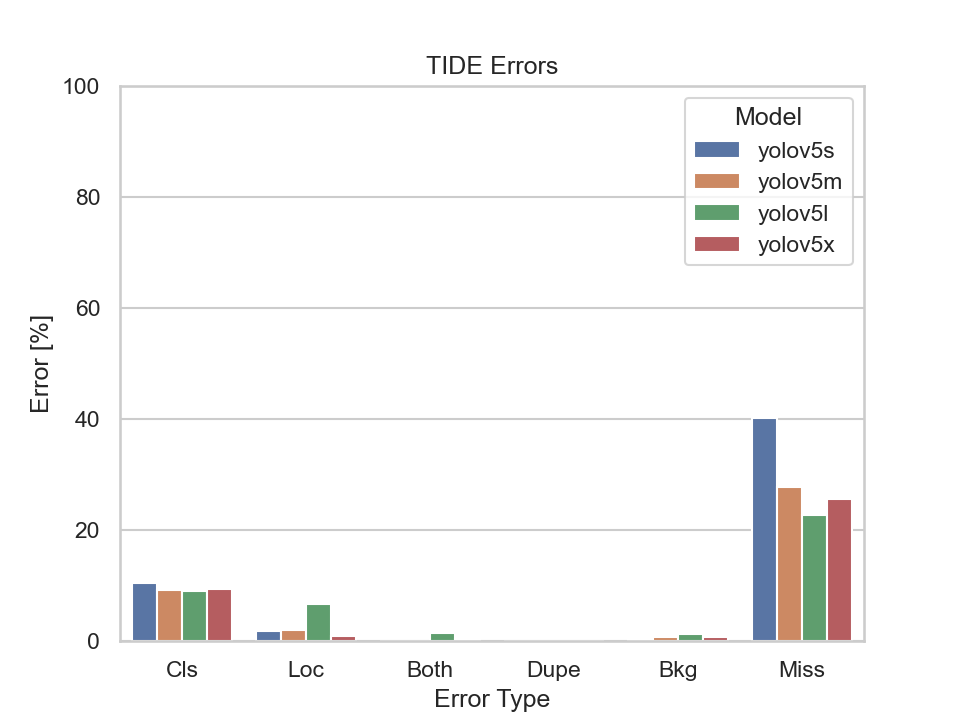 TIDE Errors
100
80
60
40
20
0
Error [%]
Model
yolov5s
yolov5m
yolov5l
yolov5x
Cls Loc Both Dupe Bkg Miss
Error Type